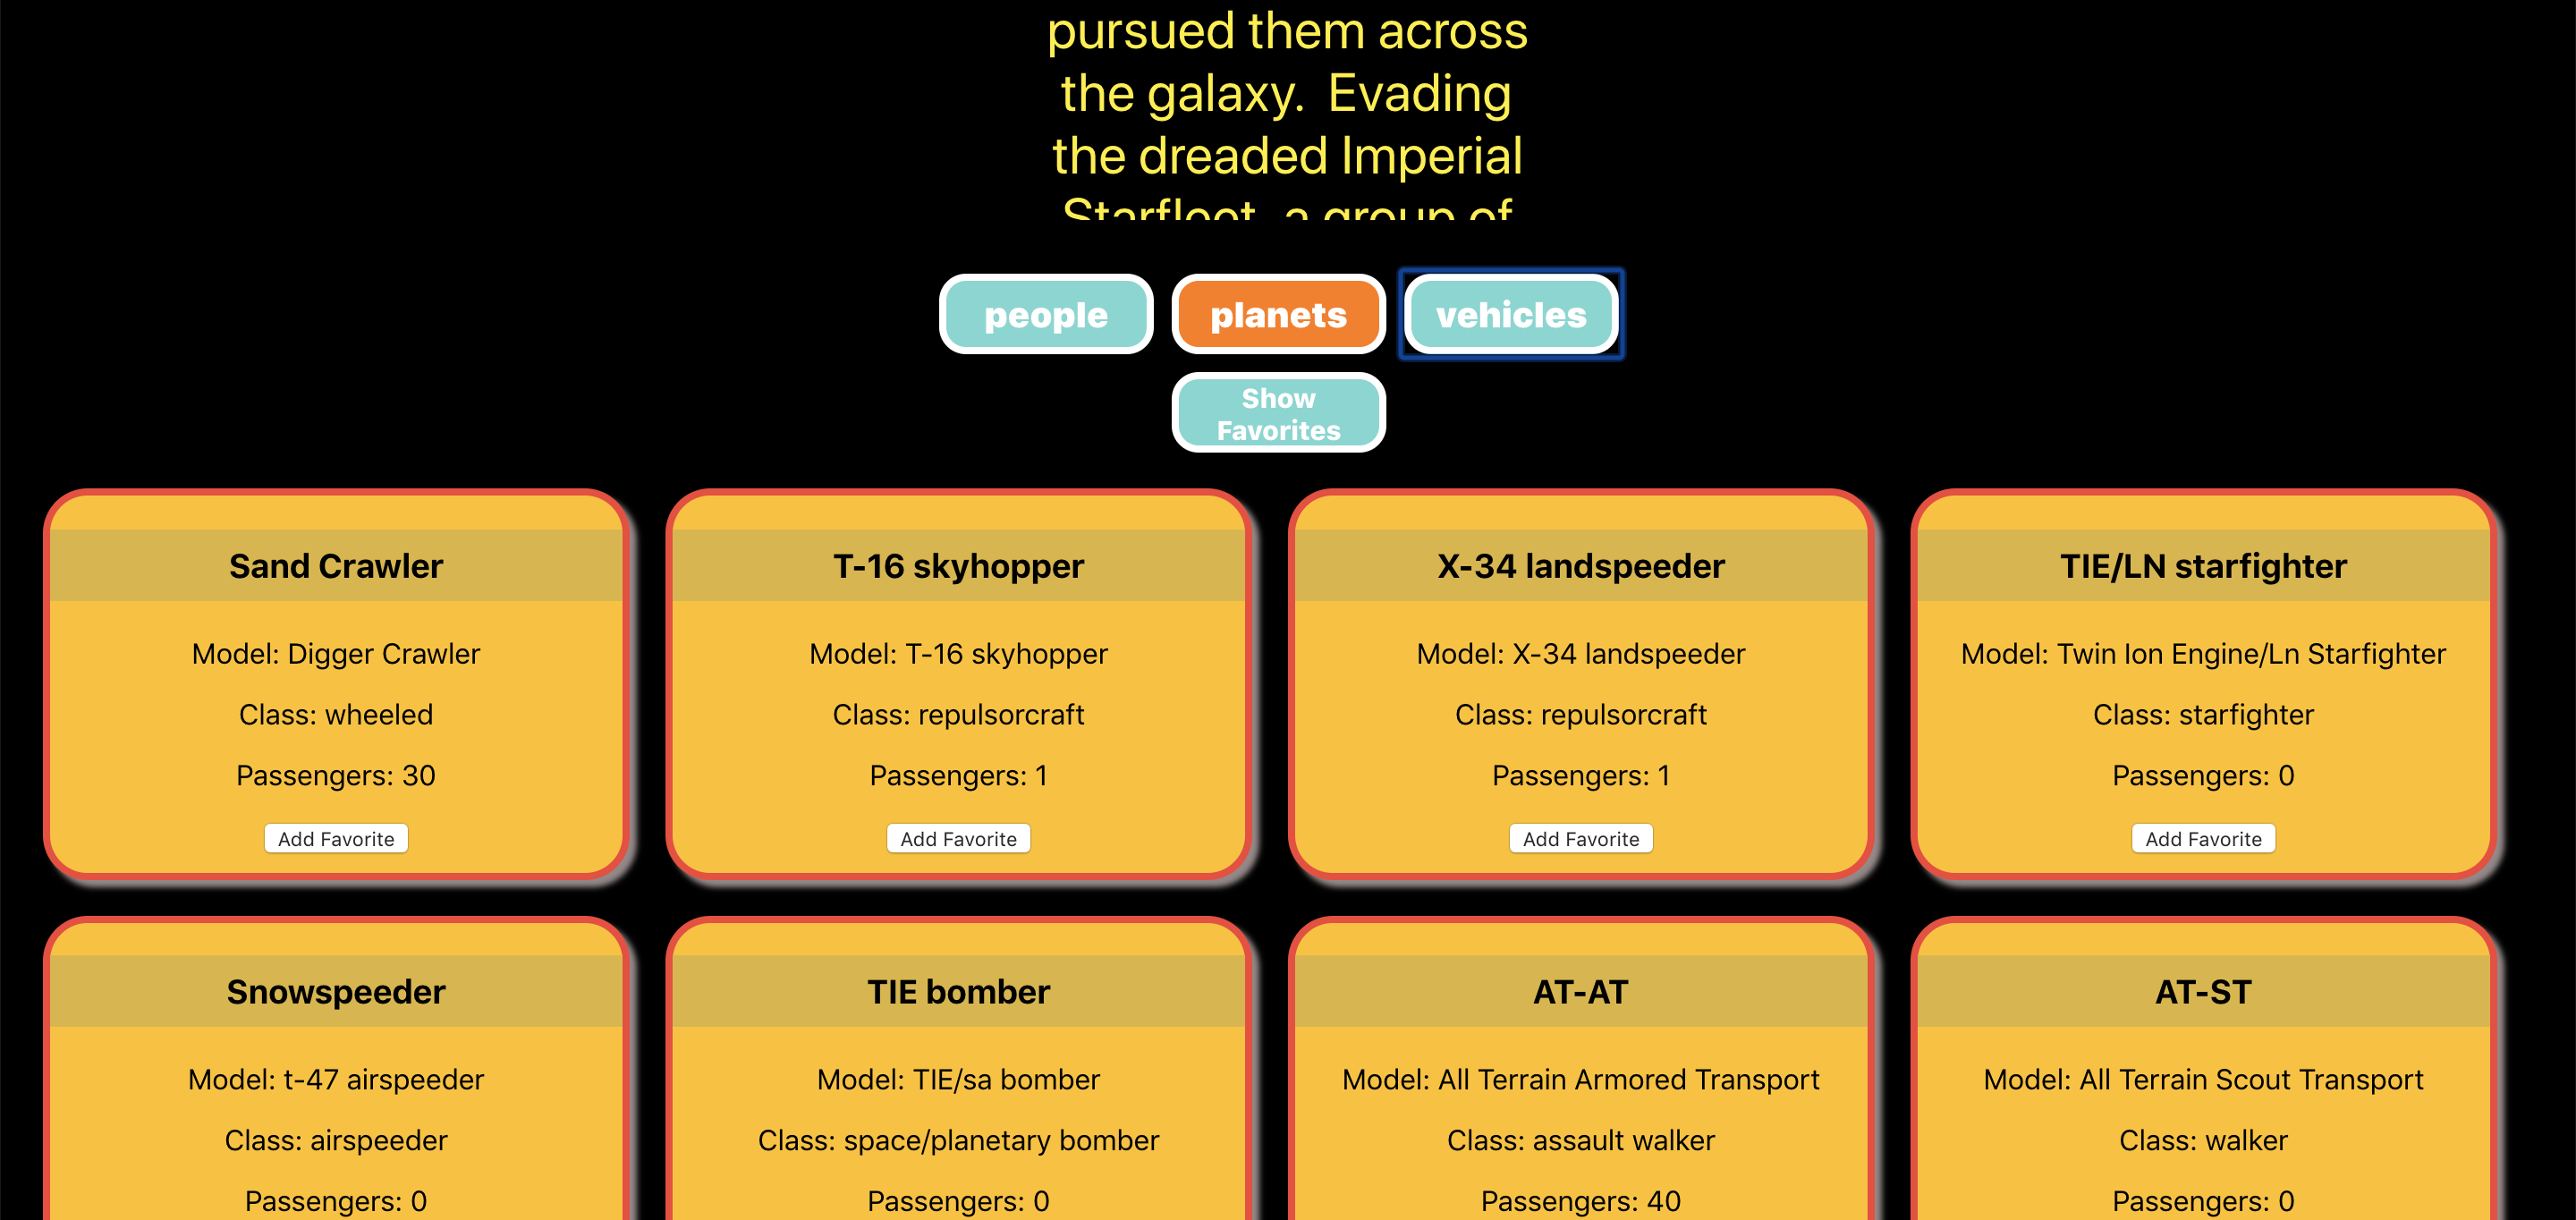 pursued them across
the galaxy.  Evading
the dreaded Imperial
Starfleet, a group of
people
planets
vehicles
Show
Favorites
Sand Crawler
Model: Digger Crawler
Class: wheeled
Passengers: 30
Add Favorite
T-16 skyhopper
Model: T-16 skyhopper
Class: repulsorcraft
Passengers: 1
Add Favorite
X-34 landspeeder
Model: X-34 landspeeder
Class: repulsorcraft
Passengers: 1
Add Favorite
TIE/LN starfighter
Model: Twin Ion Engine/Ln Starfighter
Class: starfighter
Passengers: 0
Add Favorite
Snowspeeder
Model: t-47 airspeeder
Class: airspeeder
Passengers: 0
TIE bomber
Model: TIE/sa bomber
Class: space/planetary bomber
Passengers: 0
AT-AT
Model: All Terrain Armored Transport
Class: assault walker
Passengers: 40
AT-ST
Model: All Terrain Scout Transport
Class: walker
Passengers: 0